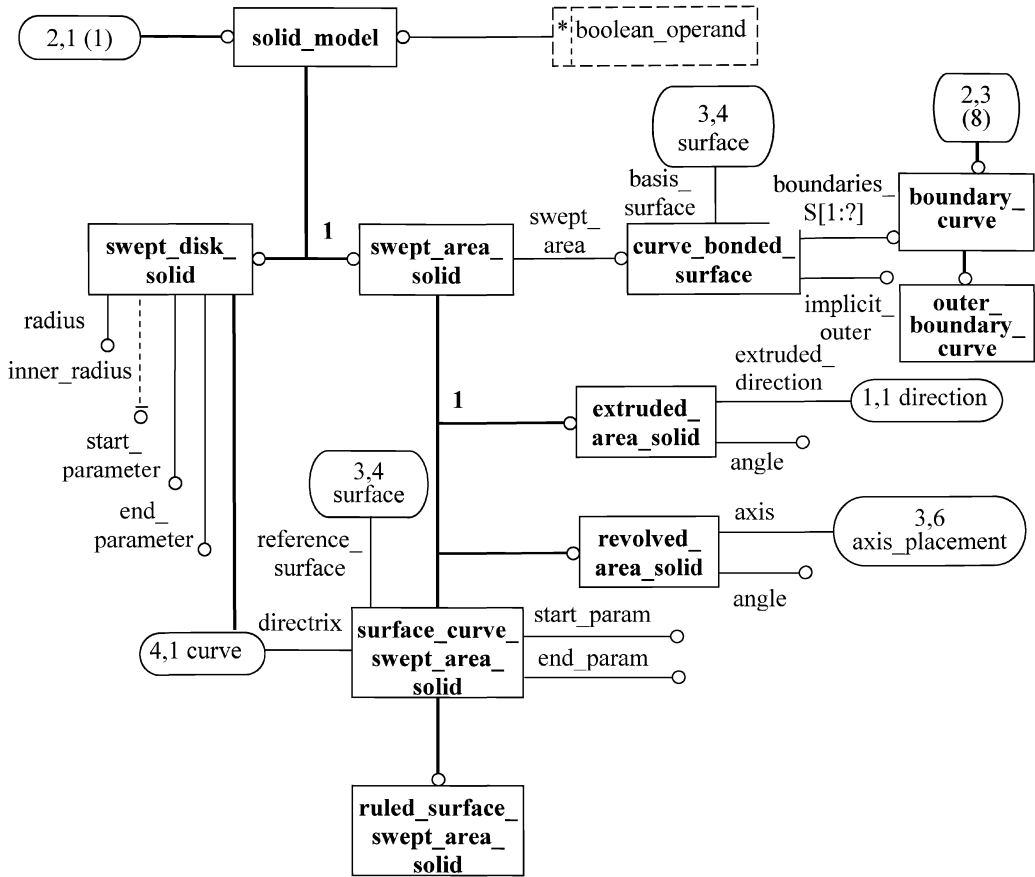 2,1 (1)
solid_model
* boolean_operand
3,4
surface
2,3
(8)
basis_
surface
boundaries_
S[1:?]
boundary_
curve
swept_disk_
solid
1
swept_area_
solid
swept_
area
curve_bonded_
surface
implicit_
outer
outer_
boundary_
curve
radius
inner_radius
start_
parameter
end_
parameter
1
extruded_
area_solid
extruded_
direction
1,1 direction
angle
3,4
surface
reference_
surface
revolved_
area_solid
axis
3,6
axis_placement
angle
4,1 curve
directrix
surface_curve_
swept_area_
solid
start_param
end_param
ruled_surface_
swept_area_
solid